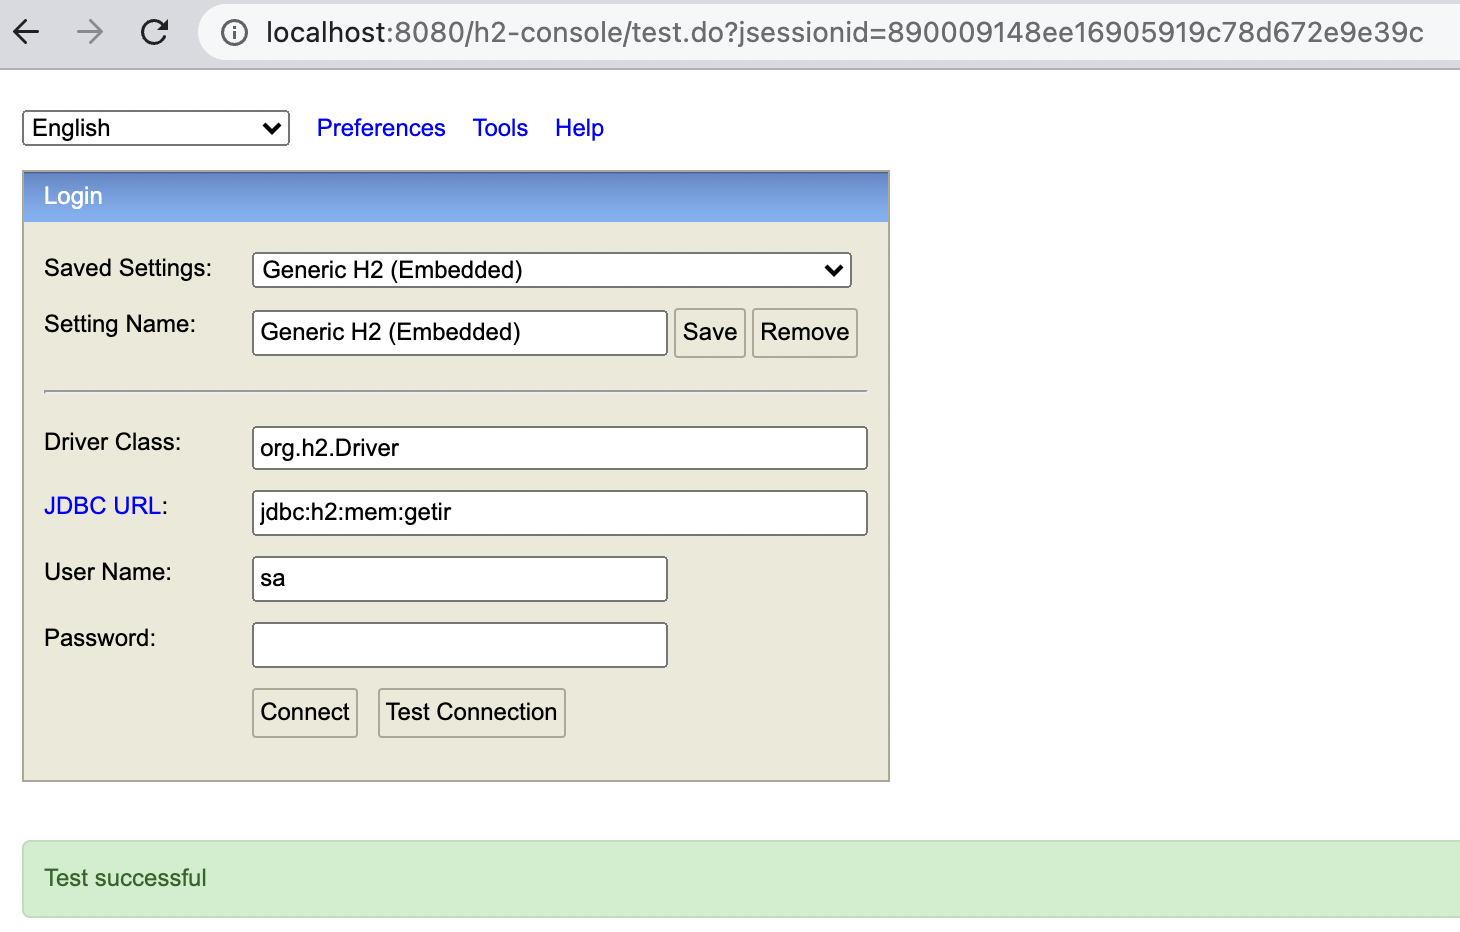 localhost:8080/h2-console/test.do?jsessionid=890009148ee16905919c78d672e9e39c
English Preferences Tools Help
Login
Saved Settings: Generic H2 (Embedded)
Setting Name: Generic H2 (Embedded) Save Remove
Driver Class: org.h2.Driver
JDBC URL: jdbc:h2:mem:getir
User Name: sa
Password:
Connect Test Connection
Test successful